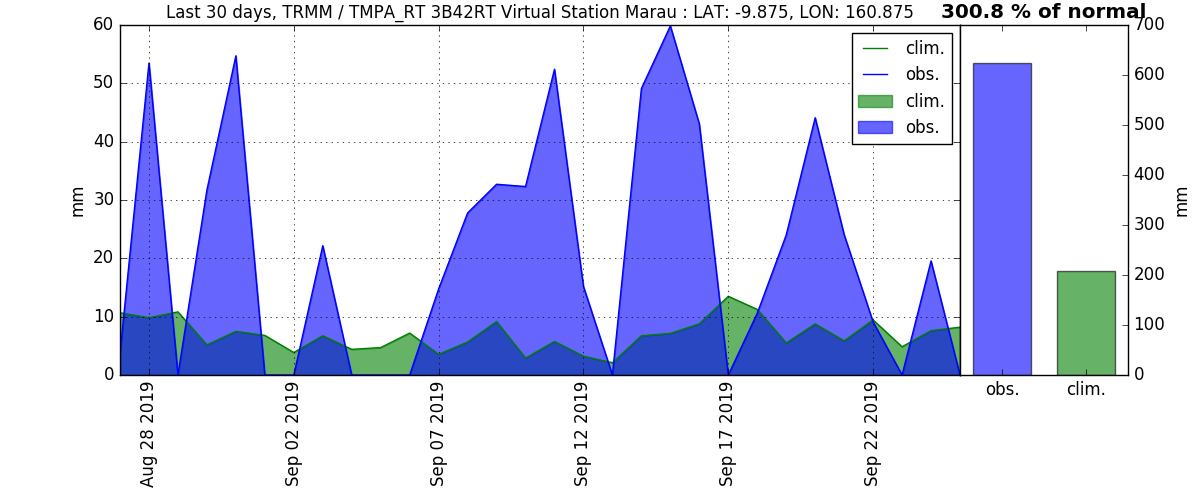 Last 30 days, TRMM / TMPA_RT 3B42RT Virtual Station Marau : LAT: -9.875, LON: 160.875
300.8 % of normal
mm
60
50
40
30
20
10
0
Aug 28 2019
Sep 02 2019
Sep 07 2019
Sep 12 2019
Sep 17 2019
Sep 22 2019
clim.
obs.
clim.
obs.
700
600
500
400
300
200
100
0
mm
obs.
clim.